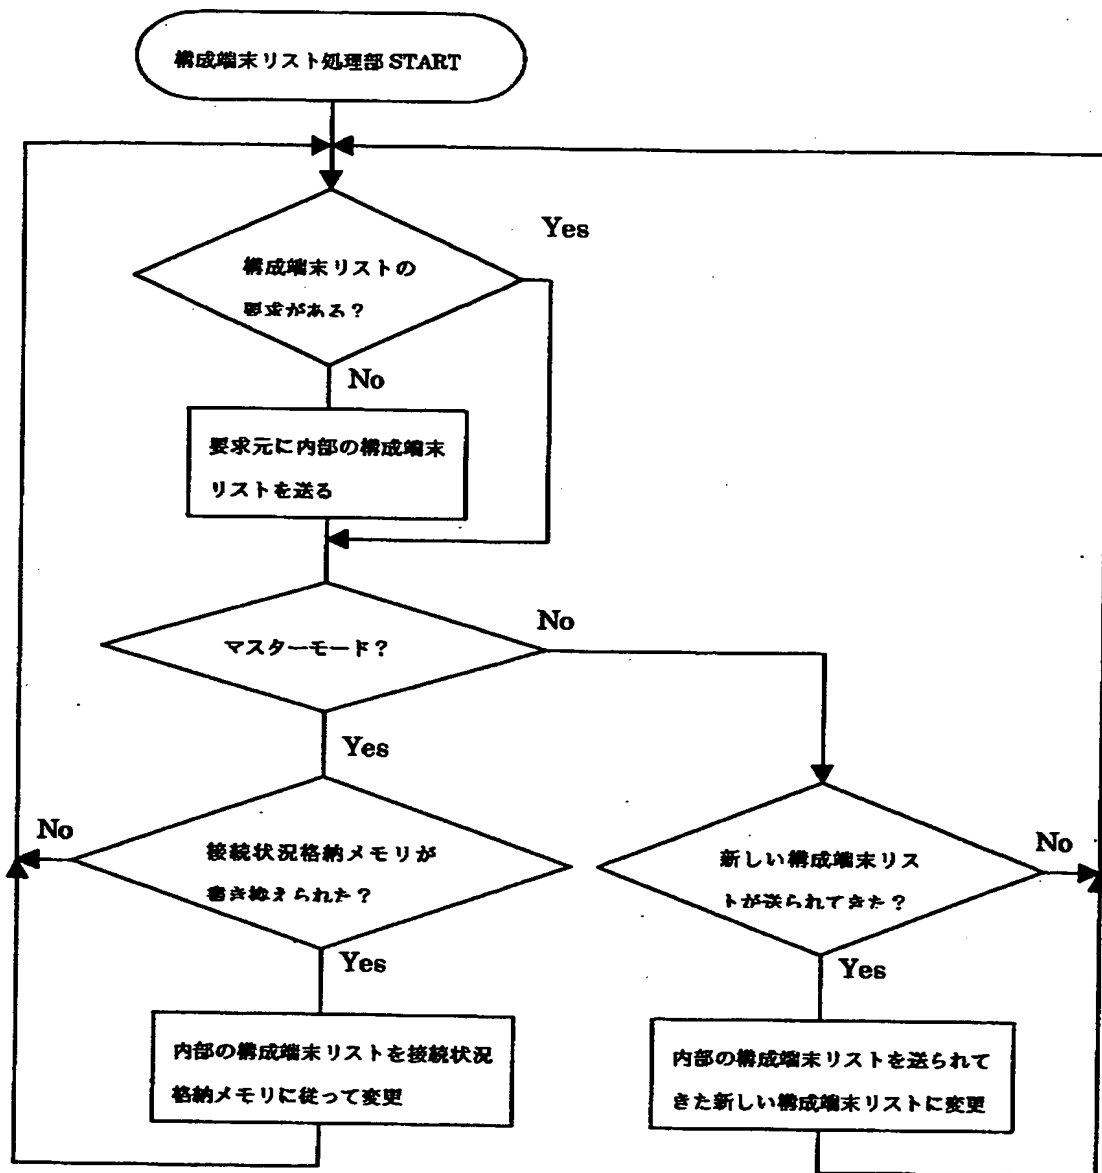 構成端末リスト処理部 START
Yes
構成端末リストの
要求がある？
No
要求元に内部の構成端末
リストを送る
マスターモード？
No
Yes
No
接続状況格納メモリが
書き換えられた？
Yes
新しい構成端末リス
トが送られてきた？
No
Yes
内部の構成端末リストを接続状況
格納メモリに従って変更
内部の構成端末リストを送られて
きた新しい構成端末リストに変更